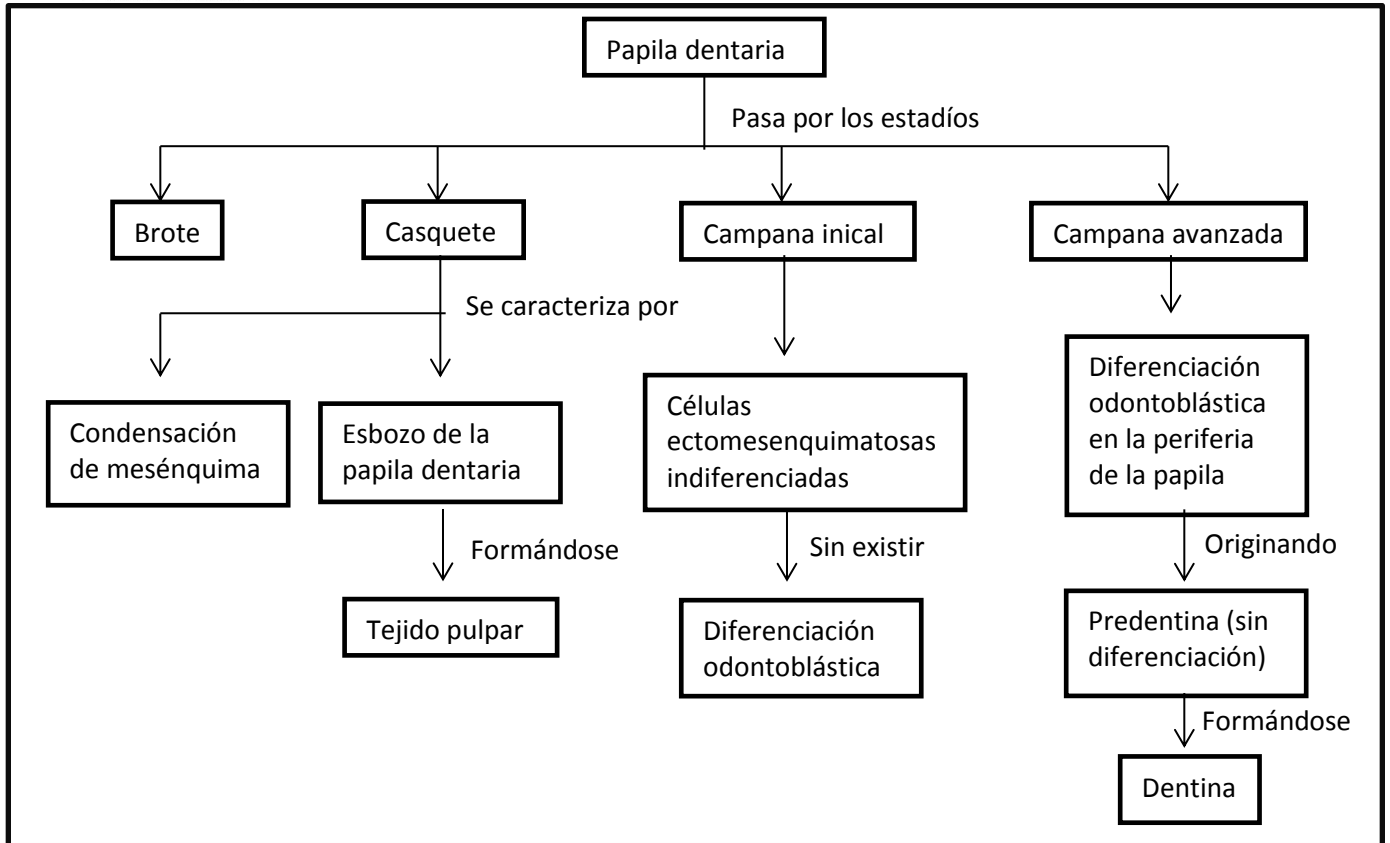 Papila dentaria
Pasa por los estadíos
Brote
Casquete
Campana inical
Campana avanzada
Se caracteriza por
Condensación
de mesénquima
Esbozo de la
papila dentaria
Células
ectomesenquimatosas
indiferenciadas
Diferenciación
odontoblástica
en la periferia
de la papila
Formándose
Sin existir
Originando
Tejido pulpar
Diferenciación
odontoblástica
Predentina (sin
diferenciación)
Formándose
Dentina